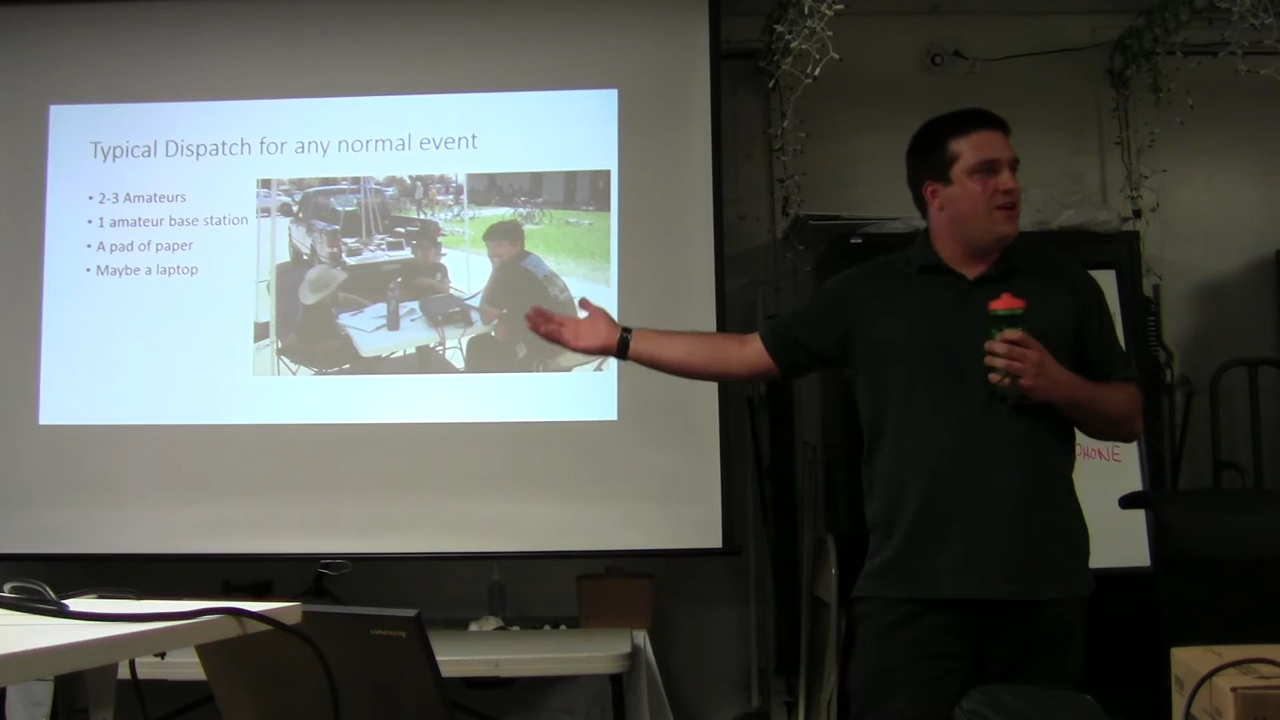 Typical Dispatch for any normal event
• 2-3 Amateurs
• 1 amateur base station
• A pad of paper
• Maybe a laptop
PHONE
lenovo